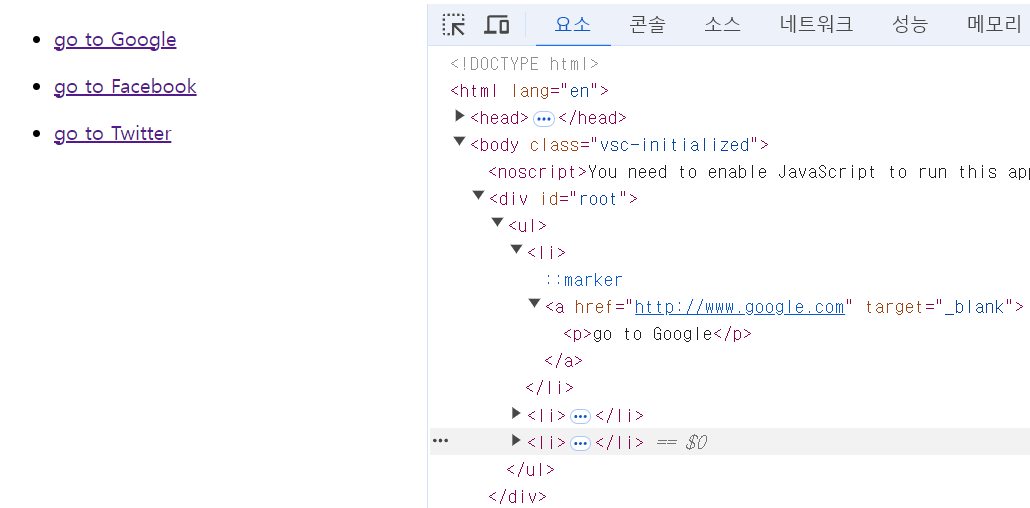 go to Google
go to Facebook
go to Twitter
요소 콘솔 소스 네트워크 성능 메모리
<!DOCTYPE html>
<html lang="en">
<head>•••</head>
<body class="vsc-initialized">
<noscript>You need to enable JavaScript to run this app
<div id="root">
<ul>
<li>
::marker
<a href="http://www.google.com" target="_blank">
<p>go to Google</p>
</a>
</li>
<li>•••</li>
••• <li>•••</li> == $0
</ul>
</div>